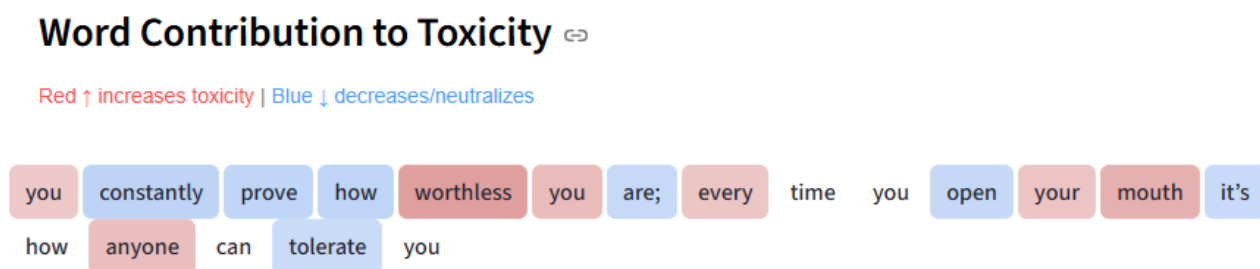 Word Contribution to Toxicity
Red ↑ increases toxicity | Blue ↓ decreases/neutralizes
you constantly prove how worthless you are; every time you open your mouth it’s
how anyone can tolerate you